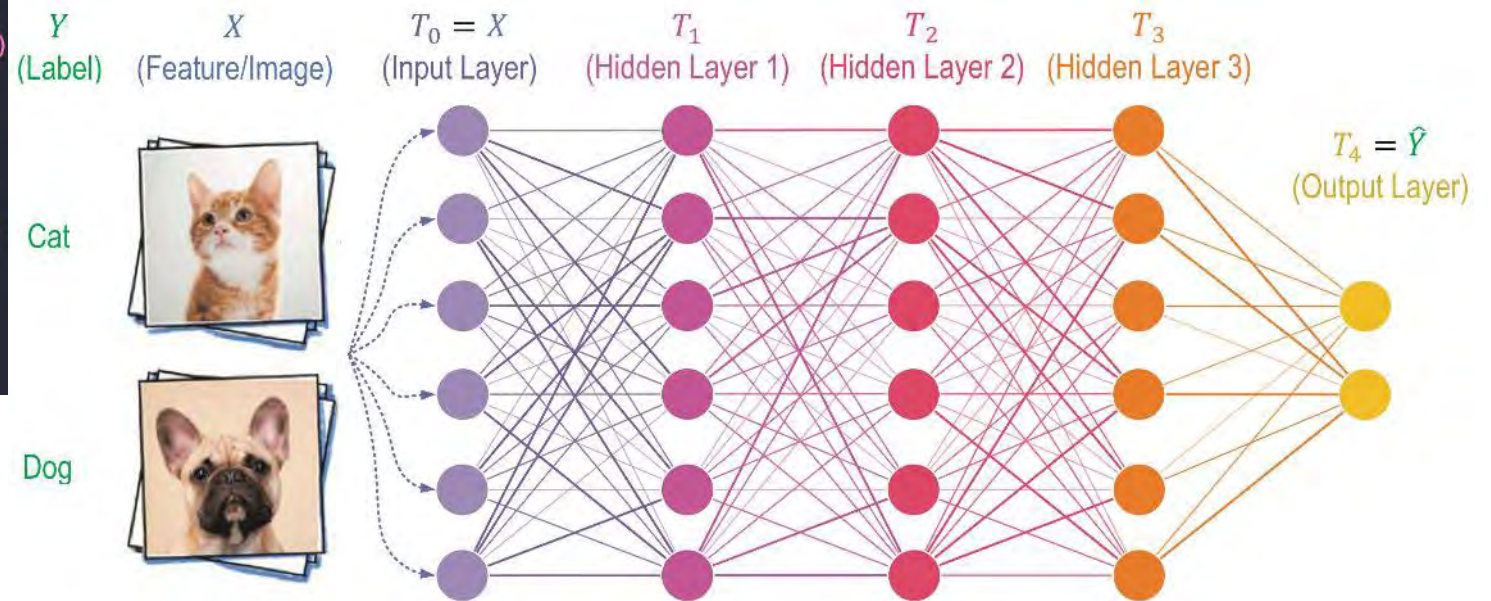 Y
(Label)
X
(Feature/Image)
T₀ = X
(Input Layer)
T₁
(Hidden Layer 1)
T₂
(Hidden Layer 2)
T₃
(Hidden Layer 3)
T₄ = Ŷ
(Output Layer)
Cat
Dog
)